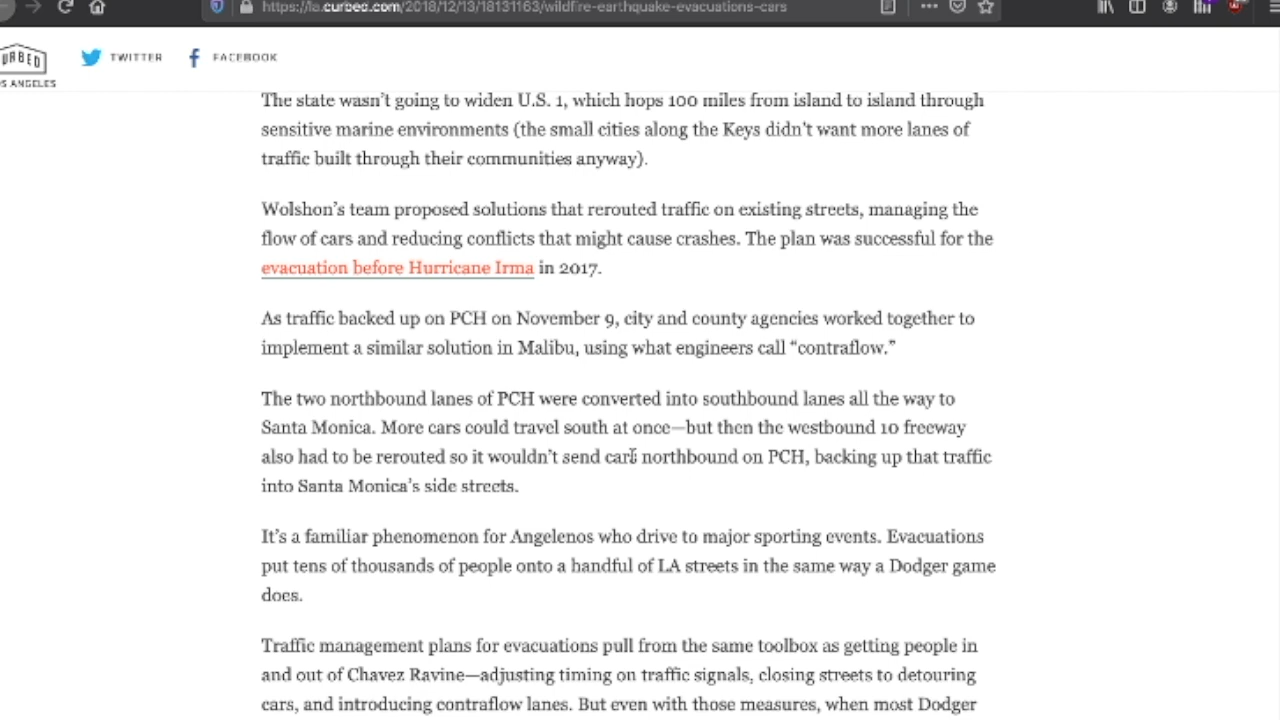 https://la.curbed.com/2018/12/13/18131163/wildfire-earthquake-evacuations-cars
TWITTER
FACEBOOK
The state wasn't going to widen U.S. 1, which hops 100 miles from island to island through
sensitive marine environments (the small cities along the Keys didn't want more lanes of
traffic built through their communities anyway).
Wolshon's team proposed solutions that rerouted traffic on existing streets, managing the
flow of cars and reducing conflicts that might cause crashes. The plan was successful for the
evacuation before Hurricane Irma in 2017.
As traffic backed up on PCH on November 9, city and county agencies worked together to
implement a similar solution in Malibu, using what engineers call “contraflow.”
The two northbound lanes of PCH were converted into southbound lanes all the way to
Santa Monica. More cars could travel south at once—but then the westbound 10 freeway
also had to be rerouted so it wouldn't send cars northbound on PCH, backing up that traffic
into Santa Monica's side streets.
It's a familiar phenomenon for Angelenos who drive to major sporting events. Evacuations
put tens of thousands of people onto a handful of LA streets in the same way a Dodger game
does.
Traffic management plans for evacuations pull from the same toolbox as getting people in
and out of Chavez Ravine—adjusting timing on traffic signals, closing streets to detouring
cars, and introducing contraflow lanes. But even with those measures, when most Dodger